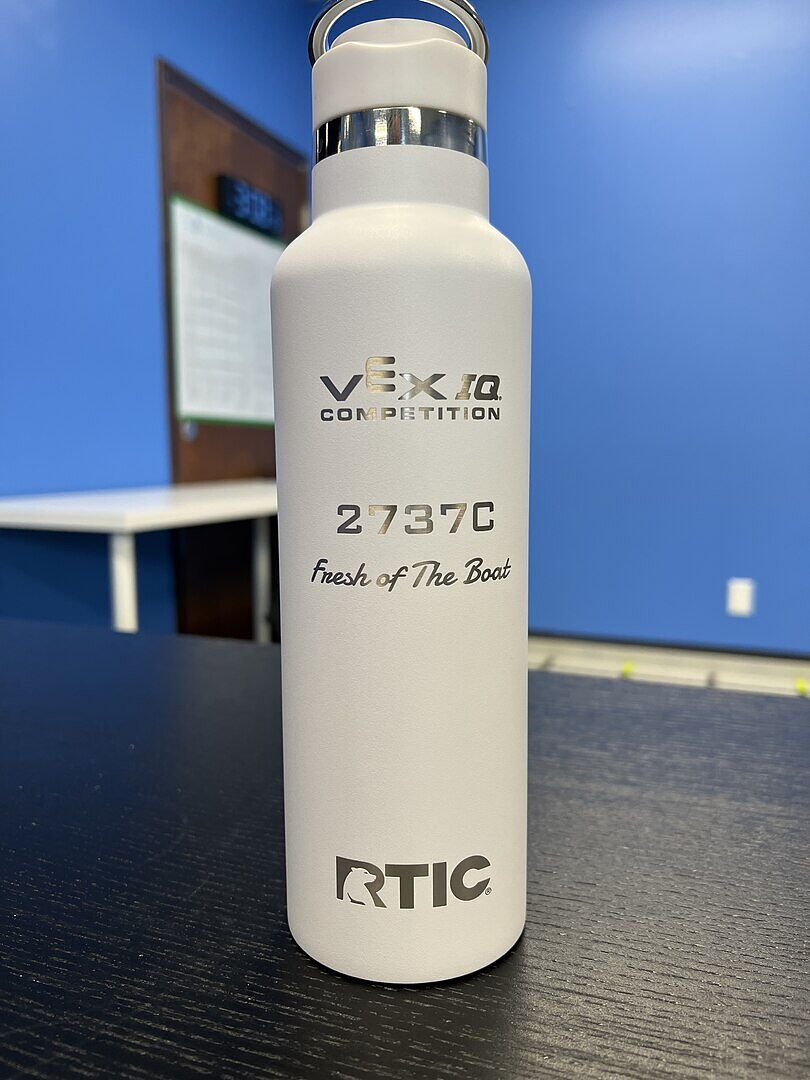 VEX IQ®
COMPETITION
2737C
Fresh of The Boat
RTIC®